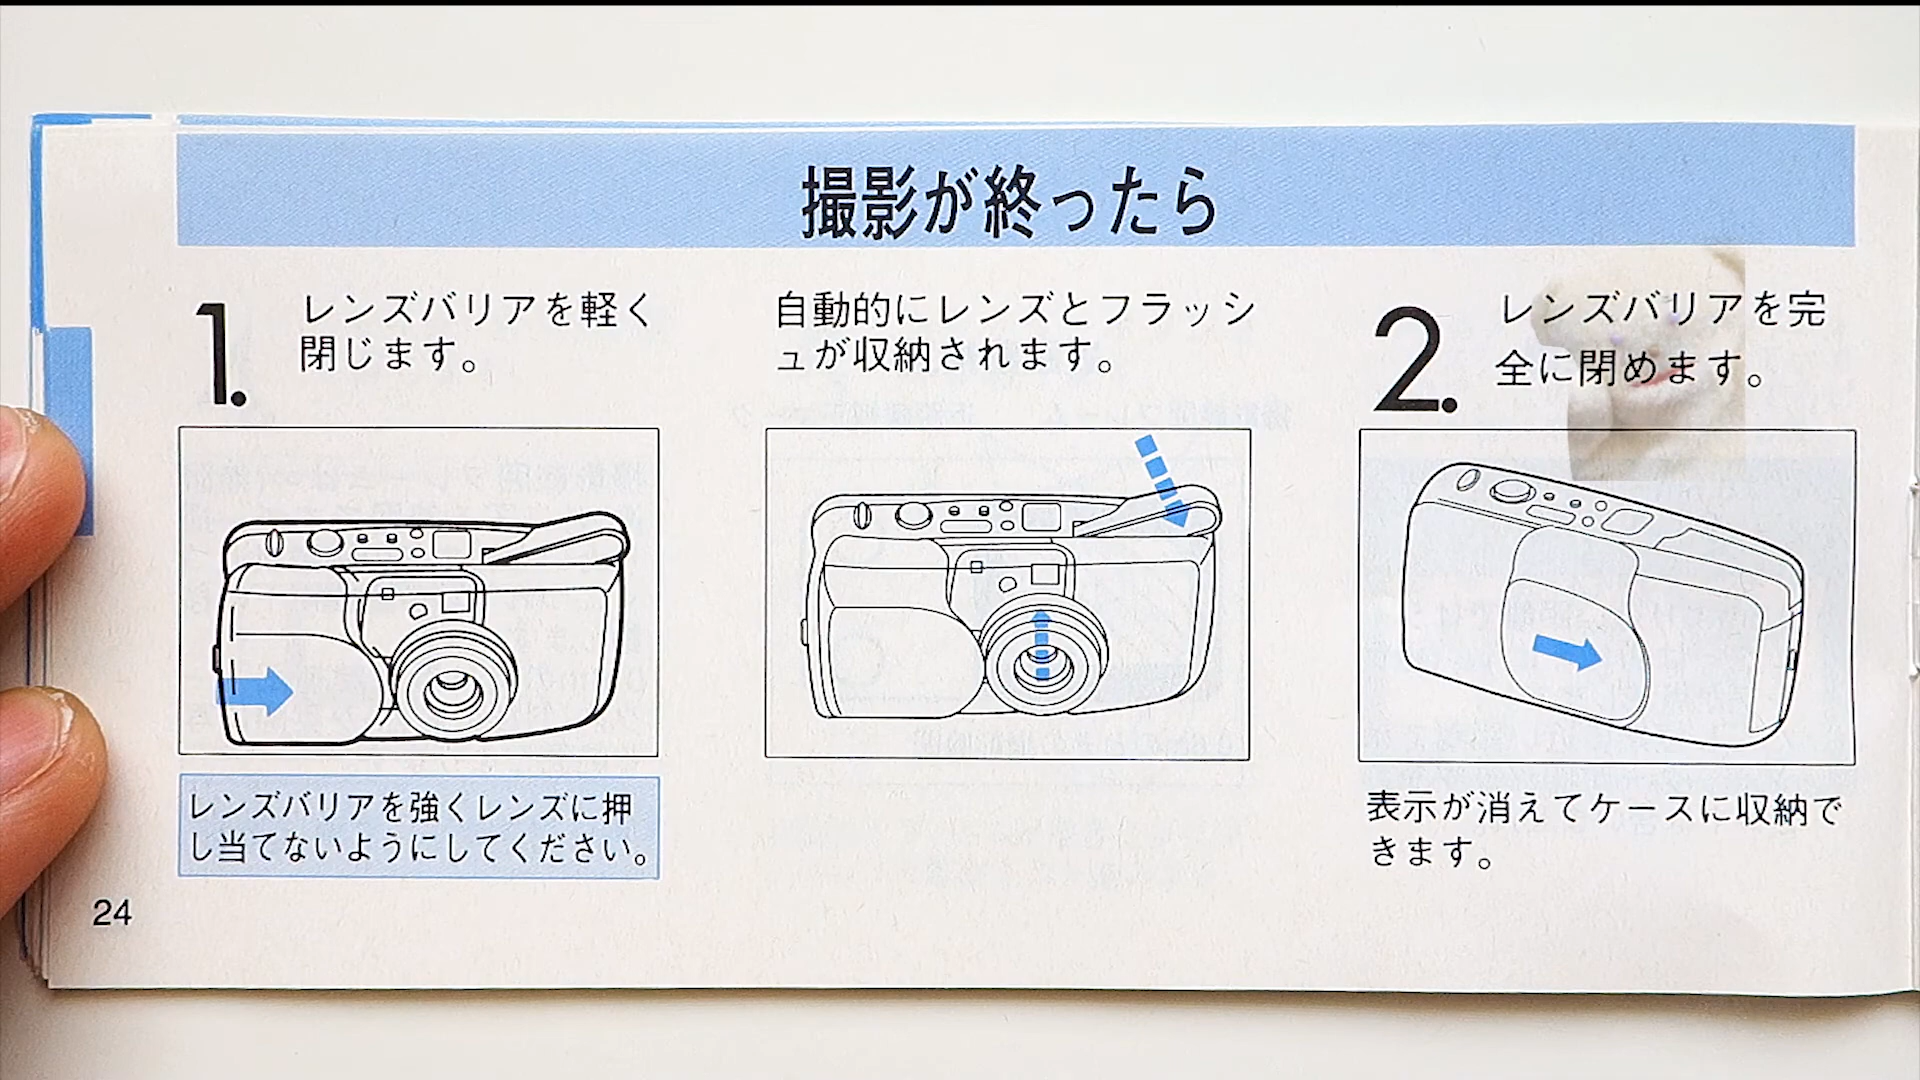 撮影が終ったら
1.
レンズバリアを軽く
閉じます。
自動的にレンズとフラッシ
ュが収納されます。
2.
レンズバリアを完
全に閉めます。
レンズバリアを強くレンズに押
し当てないようにしてください。
表示が消えてケースに収納で
きます。
24